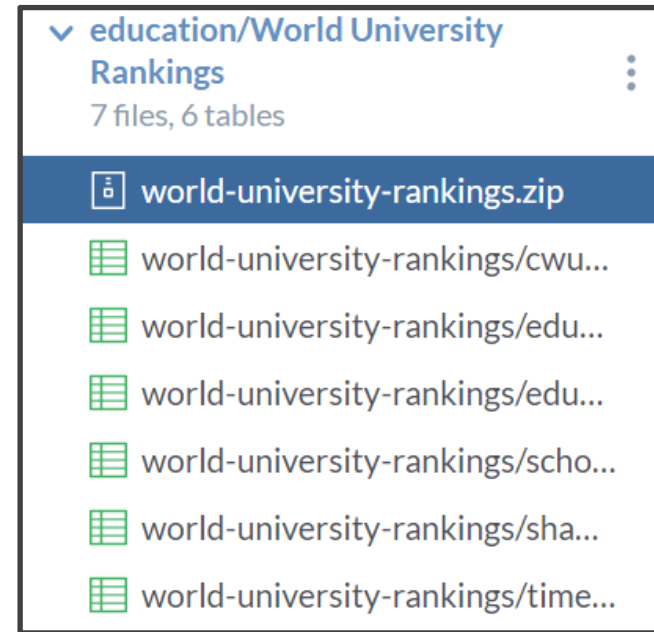 education/World University
Rankings
7 files, 6 tables
world-university-rankings.zip
world-university-rankings/cwu...
world-university-rankings/edu...
world-university-rankings/edu...
world-university-rankings/scho...
world-university-rankings/sha...
world-university-rankings/time...